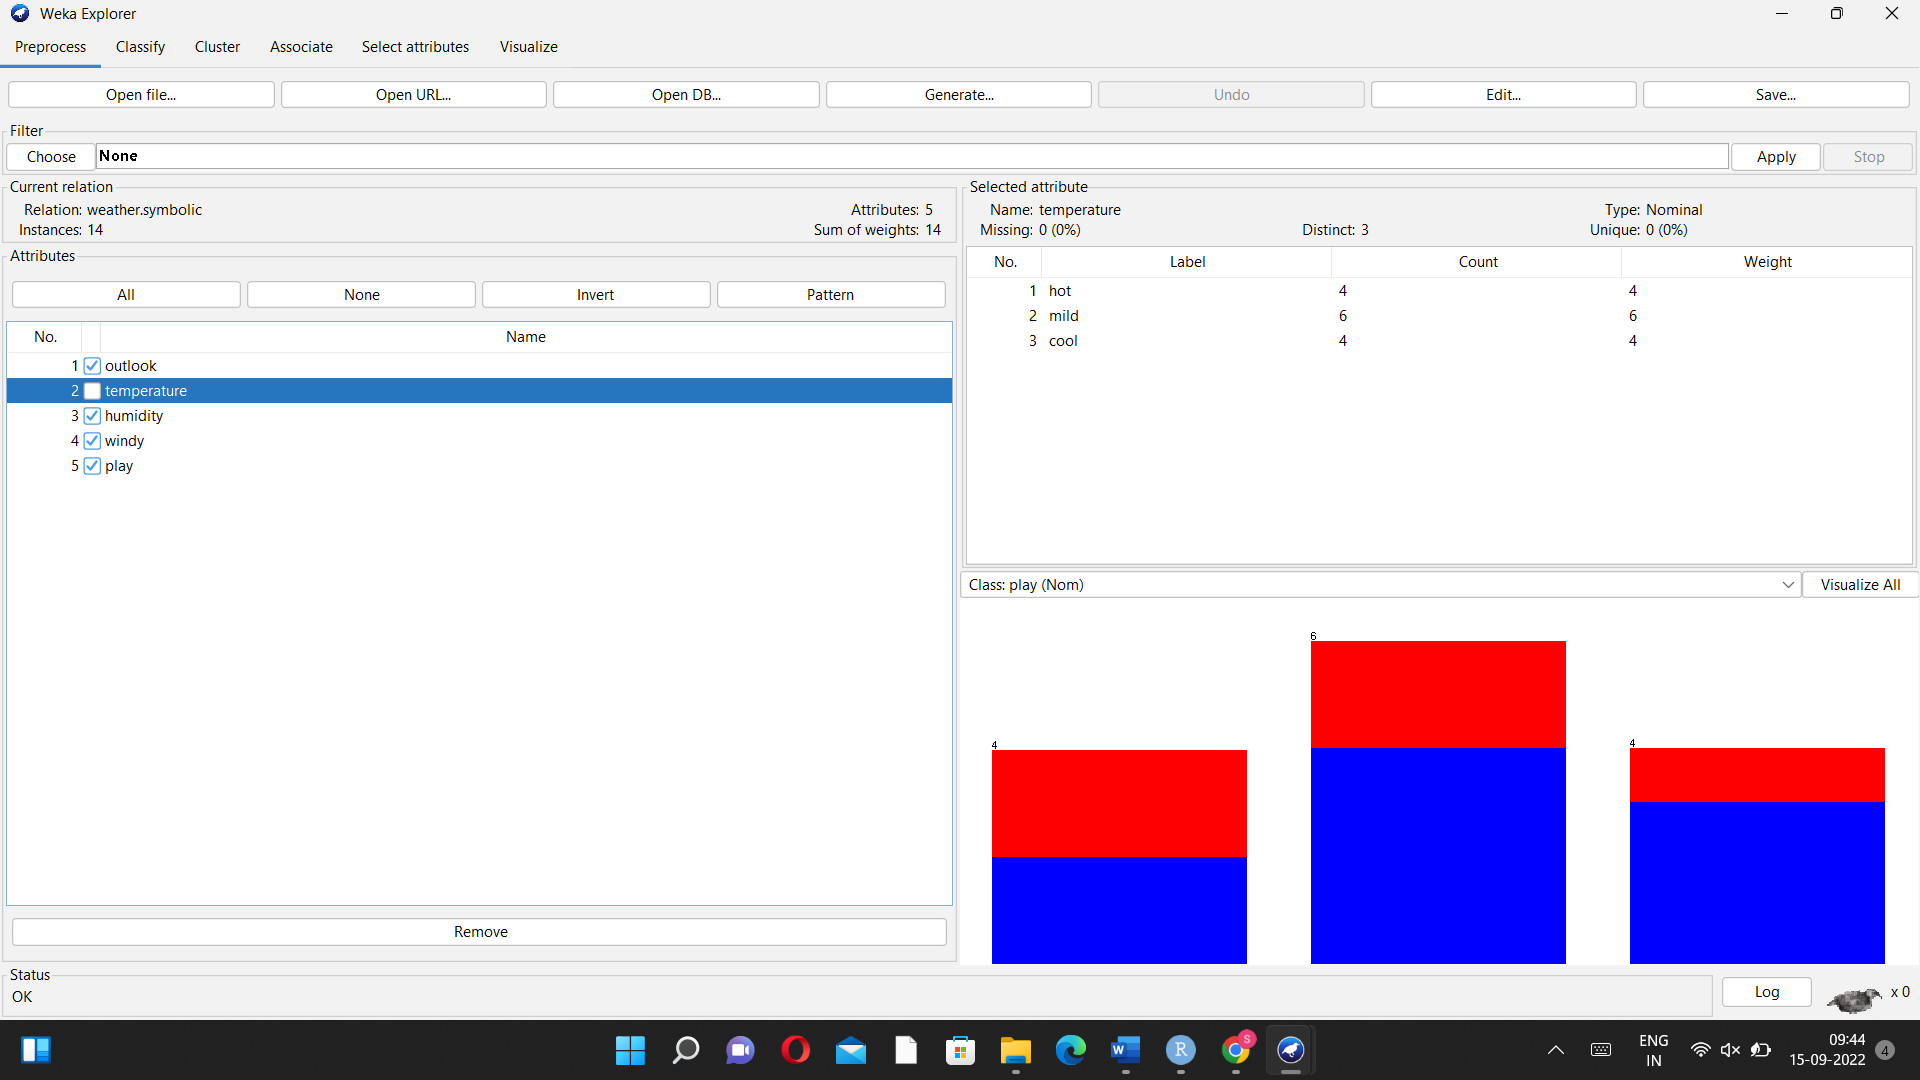 Weka Explorer
Preprocess Classify Cluster Associate Select attributes Visualize
Open file... Open URL... Open DB... Generate... Undo Edit... Save...
Filter
Choose None Apply Stop
Current relation
Relation: weather.symbolic Attributes: 5
Instances: 14 Sum of weights: 14
Attributes
All None Invert Pattern
No. Name
1 outlook
2 temperature
3 humidity
4 windy
5 play
Remove
Selected attribute
Name: temperature Type: Nominal
Missing: 0 (0%) Distinct: 3 Unique: 0 (0%)
No. Label Count Weight
1 hot 4 4
2 mild 6 6
3 cool 4 4
Class: play (Nom) Visualize All
6
4
4
Status
OK
Log x 0
W R S
ENG
IN
09:44
15-09-2022
4